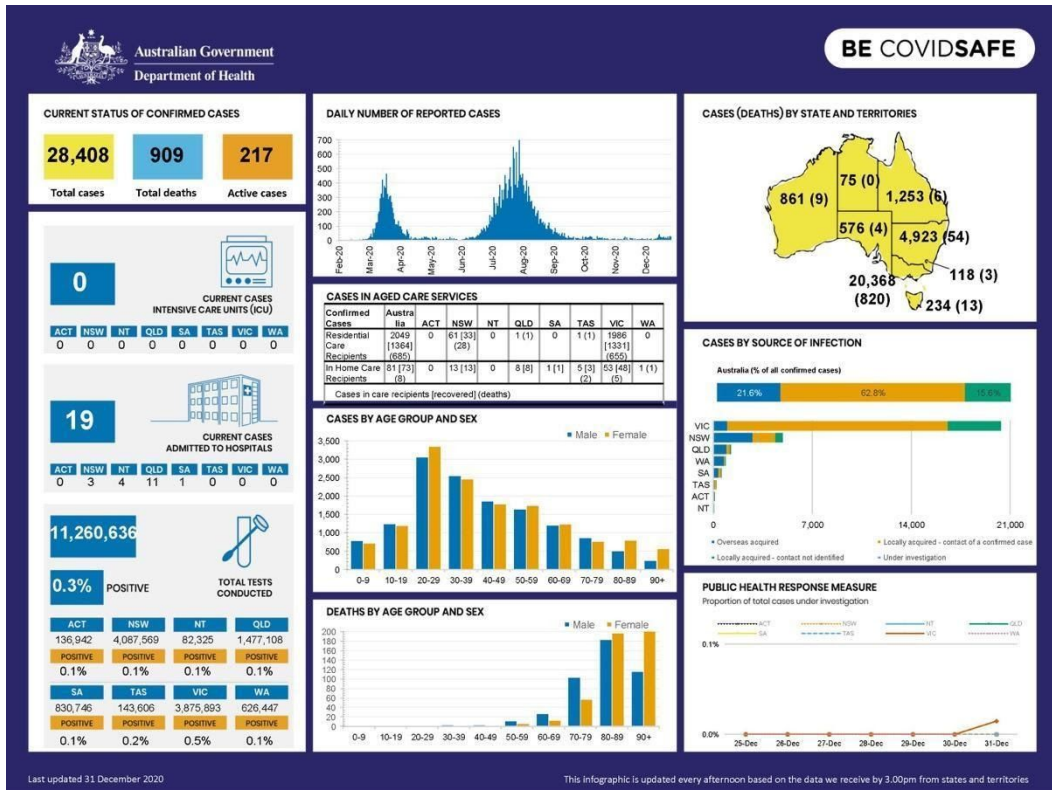 Australian Government
Department of Health
BE COVIDSAFE
CURRENT STATUS OF CONFIRMED CASES
28,408 909 217
Total cases Total deaths Active cases
0
CURRENT CASES
INTENSIVE CARE UNITS (ICU)
ACT NSW NT QLD SA TAS VIC WA
0 0 0 0 0 0 0 0
19
CURRENT CASES
ADMITTED TO HOSPITALS
ACT NSW NT QLD SA TAS VIC WA
0 3 4 11 1 0 0 0
11,260,636
0.3% POSITIVE
TOTAL TESTS
CONDUCTED
ACT NSW NT QLD
136,942 4,087,569 82,325 1,477,108
POSITIVE POSITIVE POSITIVE POSITIVE
0.1% 0.1% 0.1% 0.1%
SA TAS VIC WA
830,746 143,606 3,875,893 626,447
POSITIVE POSITIVE POSITIVE POSITIVE
0.1% 0.2% 0.5% 0.1%
DAILY NUMBER OF REPORTED CASES
700
600
500
400
300
200
100
0
Feb-20 Mar-20 Apr-20 May-20 Jun-20 Jul-20 Aug-20 Sep-20 Oct-20 Nov-20 Dec-20
CASES IN AGED CARE SERVICES
Confirmed Austra
Cases lia ACT NSW NT QLD SA TAS VIC WA
Residential 2049 0 61 [33] 0 1 (1) 0 1 (1) 1986 0
Care [1364] (28) [1331]
Recipients (685) (655)
In Home Care 81 [73] 0 13 [13] 0 8 [8] 1 [1] 5 [3] 53 [48] 1 (1)
Recipients (8) (2) (5)
Cases in care recipients [recovered] (deaths)
CASES BY AGE GROUP AND SEX
Male Female
3,500
3,000
2,500
2,000
1,500
1,000
500
0
0-9 10-19 20-29 30-39 40-49 50-59 60-69 70-79 80-89 90+
DEATHS BY AGE GROUP AND SEX
Male Female
200
180
160
140
120
100
80
60
40
20
0
0-9 10-19 20-29 30-39 40-49 50-59 60-69 70-79 80-89 90+
CASES (DEATHS) BY STATE AND TERRITORIES
75 (0)
861 (9) 1,253 (6)
576 (4) 4,923 (54)
118 (3)
20,368
(820)
234 (13)
CASES BY SOURCE OF INFECTION
Australia (% of all confirmed cases)
21.6% 62.8% 15.6%
VIC
NSW
QLD
WA
SA
TAS
ACT
NT
0 7,000 14,000 21,000
Overseas acquired Locally acquired - contact of a confirmed case
Locally acquired - contact not identified Under investigation
PUBLIC HEALTH RESPONSE MEASURE
Proportion of total cases under investigation
ACT NSW NT QLD
SA TAS VIC WA
0.1%
0.0%
25-Dec 26-Dec 27-Dec 28-Dec 29-Dec 30-Dec 31-Dec
Last updated 31 December 2020
This infographic is updated every afternoon based on the data we receive by 3.00pm from states and territories